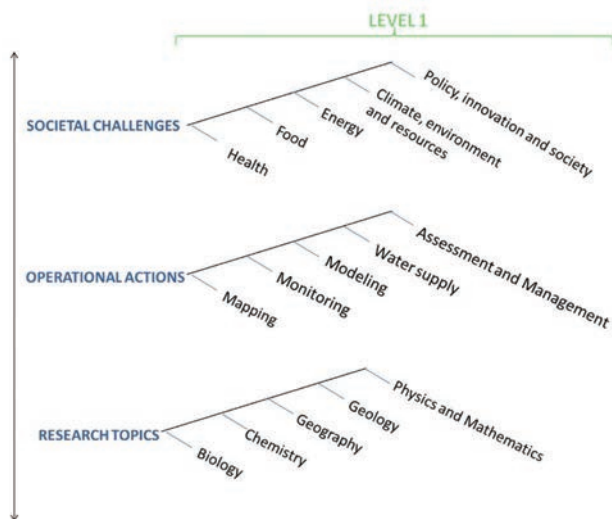 LEVEL 1
SOCIETAL CHALLENGES
Health
Food
Energy
Climate, environment
and resources
Policy, innovation and society
OPERATIONAL ACTIONS
Mapping
Monitoring
Modeling
Water supply
Assessment and Management
RESEARCH TOPICS
Biology
Chemistry
Geography
Geology
Physics and Mathematics